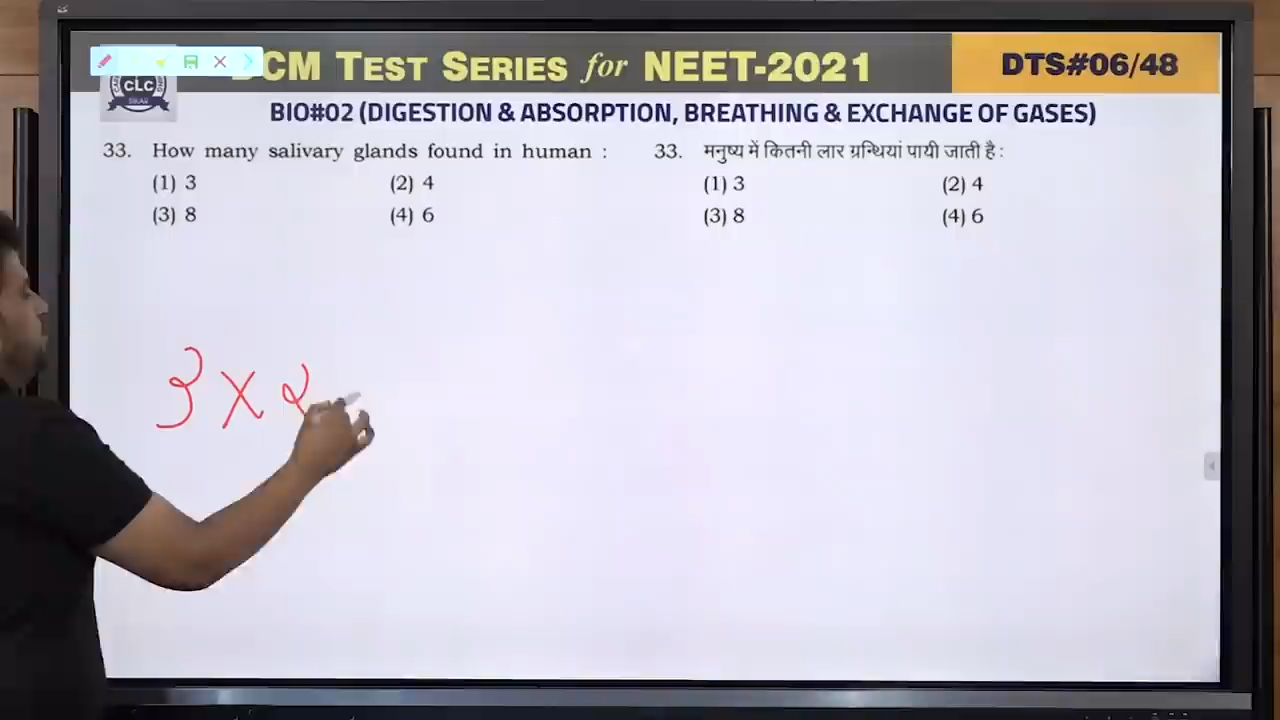 DCM TEST SERIES for NEET-2021
DTS#06/48
CLC
SIKAR
BIO#02 (DIGESTION & ABSORPTION, BREATHING & EXCHANGE OF GASES)
33. How many salivary glands found in human :
(1) 3 (2) 4
(3) 8 (4) 6
33. मनुष्य में कितनी लार ग्रन्थियां पायी जाती है :
(1) 3 (2) 4
(3) 8 (4) 6
3 X 2